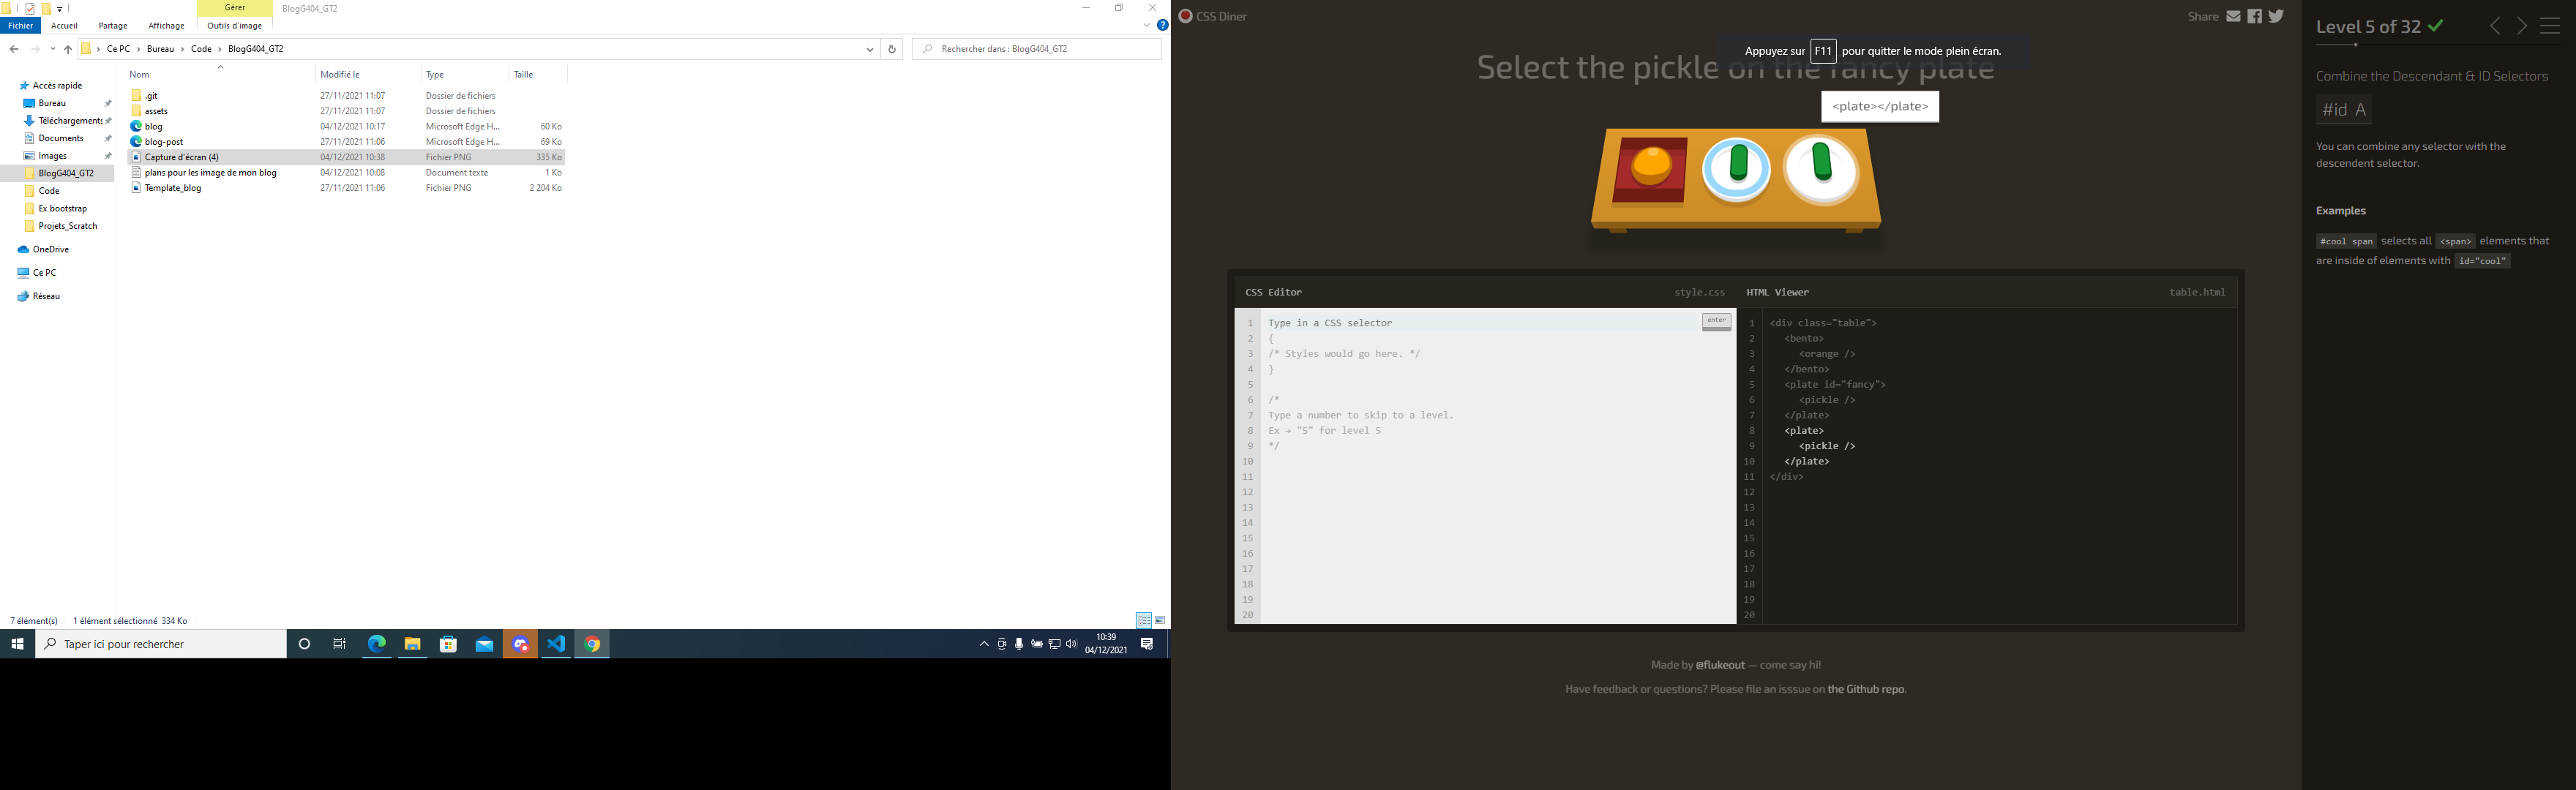 Gérer
BlogG404_GT2
Fichier
Accueil
Partage
Affichage
Outils d'image
Ce PC
Bureau
Code
BlogG404_GT2
Rechercher dans : BlogG404_GT2
Nom
Modifié le
Type
Taille
Accès rapide
Bureau
Téléchargements
Documents
Images
BlogG404_GT2
Code
Ex bootstrap
Projets_Scratch
OneDrive
Ce PC
Réseau
.git 27/11/2021 11:07 Dossier de fichiers
assets 27/11/2021 11:07 Dossier de fichiers
blog 04/12/2021 10:17 Microsoft Edge H... 60 Ko
blog-post 27/11/2021 11:06 Microsoft Edge H... 69 Ko
Capture d'écran (4) 04/12/2021 10:38 Fichier PNG 335 Ko
plans pour les image de mon blog 04/12/2021 10:08 Document texte 1 Ko
Template_blog 27/11/2021 11:06 Fichier PNG 2 204 Ko
7 élément(s) 1 élément sélectionné 334 Ko
Taper ici pour rechercher
10:39
04/12/2021
CSS Diner
Share
Appuyez sur F11 pour quitter le mode plein écran.
Select the pickle on the fancy plate
<plate></plate>
CSS Editor
style.css
HTML Viewer
table.html
1 Type in a CSS selector
enter
2 {
3 /* Styles would go here. */
4 }
5
6 /*
7 Type a number to skip to a level.
8 Ex → "5" for level 5
9 */
10
11
12
13
14
15
16
17
18
19
20
1 <div class="table">
2 <bento>
3 <orange />
4 </bento>
5 <plate id="fancy">
6 <pickle />
7 </plate>
8 <plate>
9 <pickle />
10 </plate>
11 </div>
12
13
14
15
16
17
18
19
20
Made by @flukeout — come say hi!
Have feedback or questions? Please file an isssue on the Github repo.
Level 5 of 32
Combine the Descendant & ID Selectors
#id A
You can combine any selector with the
descendent selector.
Examples
#cool span selects all <span> elements that
are inside of elements with id="cool"